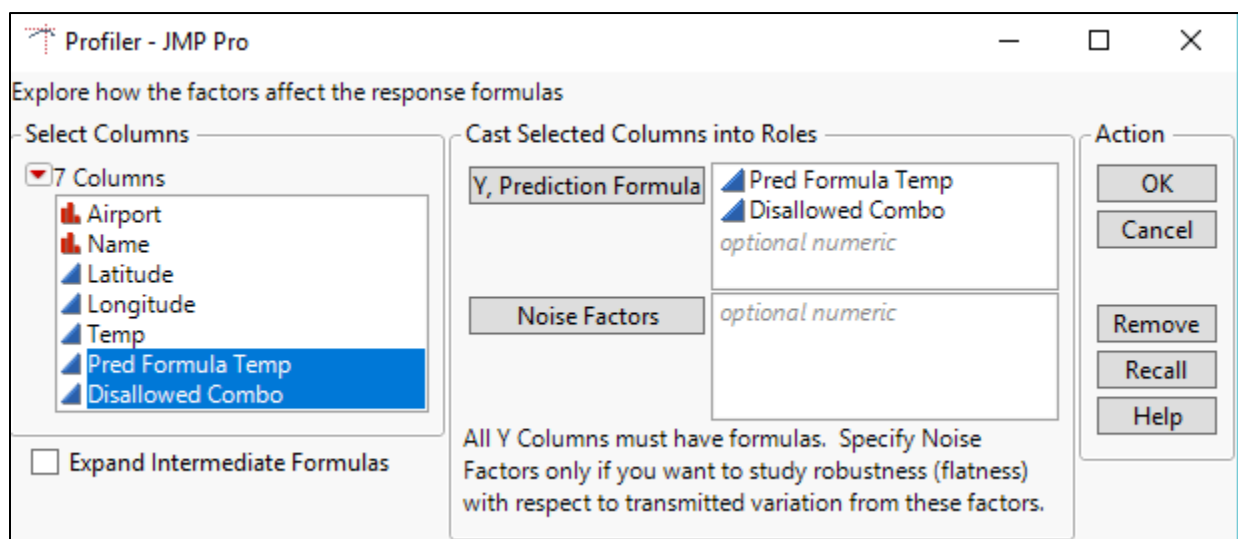 Profiler - JMP Pro
Explore how the factors affect the response formulas
Select Columns
7 Columns
Airport
Name
Latitude
Longitude
Temp
Pred Formula Temp
Disallowed Combo
Expand Intermediate Formulas
Cast Selected Columns into Roles
Y, Prediction Formula
Pred Formula Temp
Disallowed Combo
optional numeric
Noise Factors
optional numeric
All Y Columns must have formulas. Specify Noise
Factors only if you want to study robustness (flatness)
with respect to transmitted variation from these factors.
Action
OK
Cancel
Remove
Recall
Help